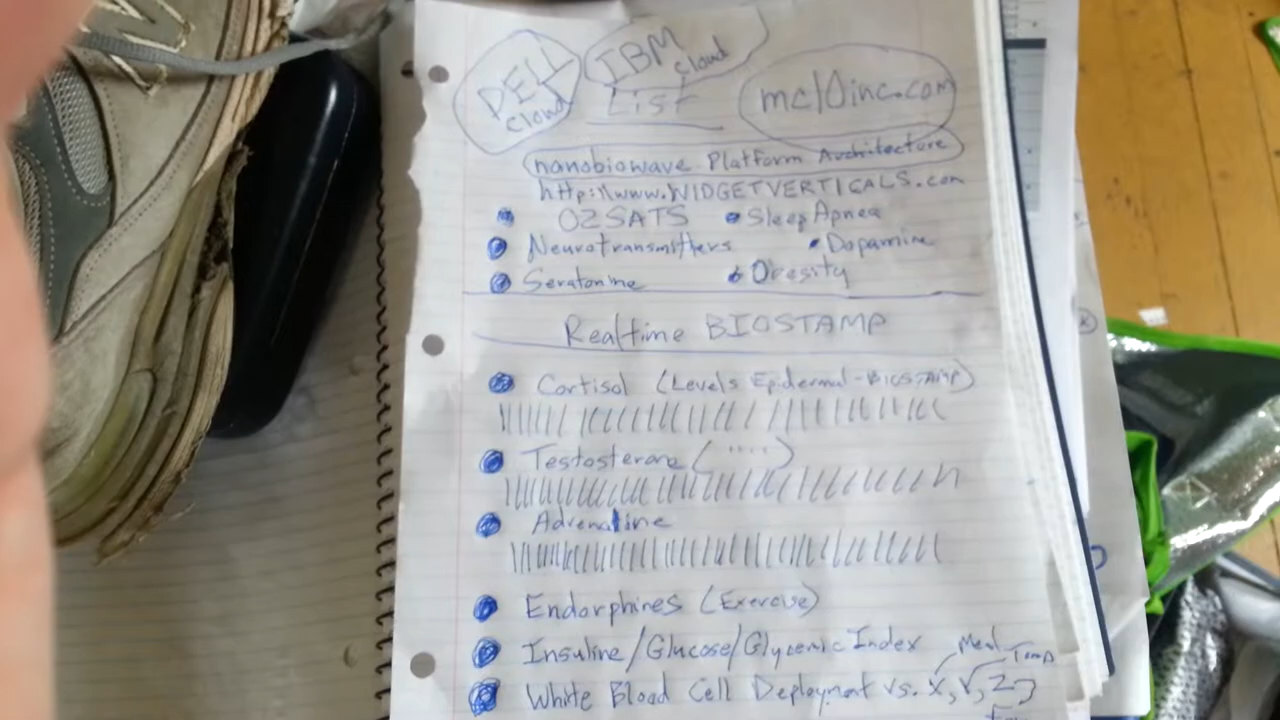 DELL cloud
IBM cloud
List
mc10inc.com
nanobiowave Platform Architecture
http://www.WIDGETVERTICALS.com
O2SATS • Sleep Apnea
Neurotransmitters • Dopamine
Seratonine • Obesity
Realtime BIOSTAMP
Cortisol (Levels Epidermal-BIOSTAMP)
Testosterone (.....)
Adrenaline
Endorphines (Exercise)
Insuline/Glucose/Glycemic Index
White Blood Cell Deployment vs. X, Y, Z